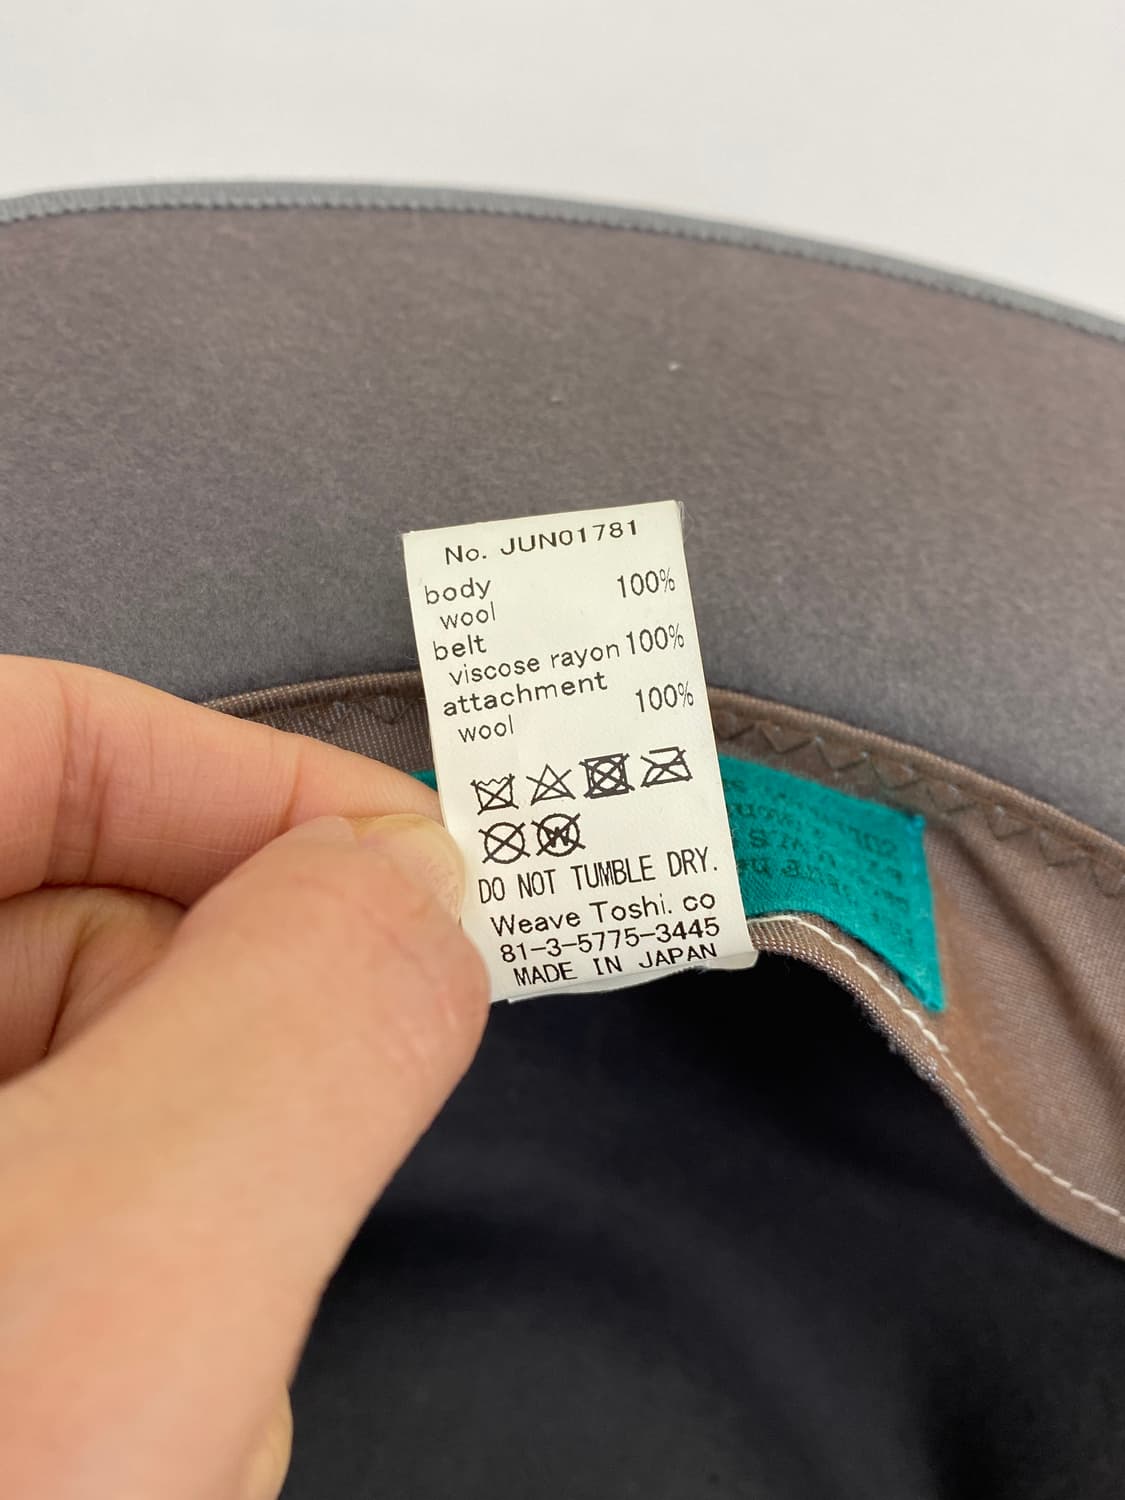 No. JUN01781
body 100%
wool
belt
viscose rayon 100%
attachment
wool 100%
W
DO NOT TUMBLE DRY.
Weave Toshi. co
81-3-5775-3445
MADE IN JAPAN